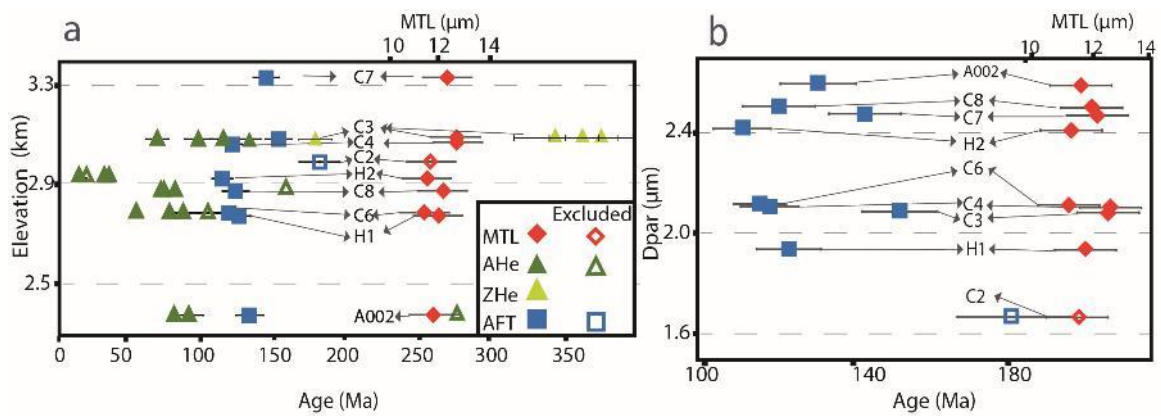 a
MTL (µm)
10 12 14
Elevation (km)
3.3
2.9
2.5
C7
C3
C4
C2
H2
C8
C6
H1
A002
Excluded
MTL
AHe
ZHe
AFT
0 50 100 150 200 250 300 350
Age (Ma)
b
MTL (µm)
10 11 12 13 14
Dpar (µm)
2.4
2.0
1.6
A002
C8
C7
H2
C6
C4
C3
H1
C2
100 140 180
Age (Ma)